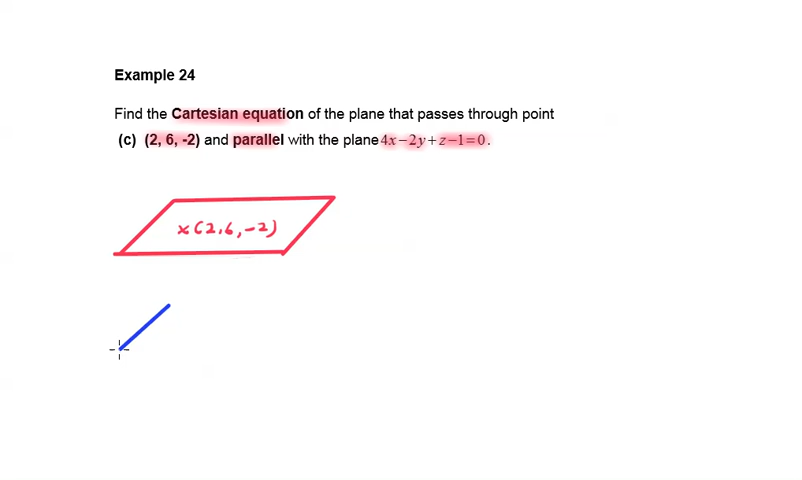 Example 24
Find the Cartesian equation of the plane that passes through point
(c) (2, 6, -2) and parallel with the plane 4x−2y+z−1=0.
x(2,6,-2)